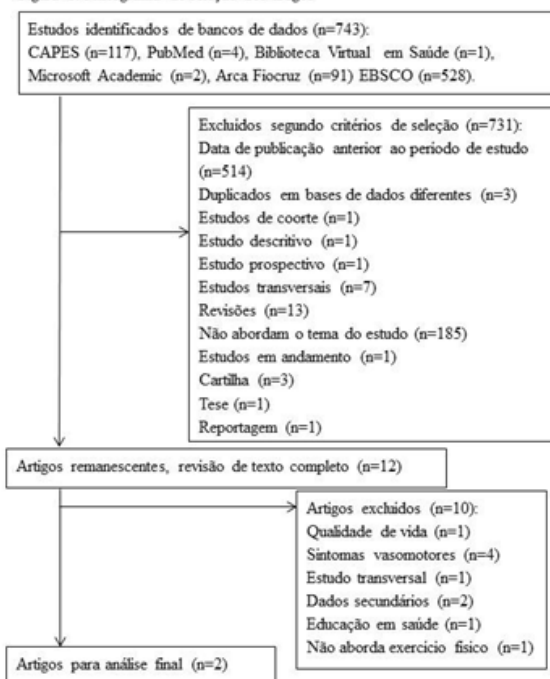 Estudos identificados de bancos de dados (n=743):
CAPES (n=117), PubMed (n=4), Biblioteca Virtual em Saúde (n=1),
Microsoft Academic (n=2), Arca Fiocruz (n=91) EBSCO (n=528).
Excluidos segundo critérios de seleção (n=731):
Data de publicação anterior ao periodo de estudo
(n=514)
Duplicados em bases de dados diferentes (n=3)
Estudos de coorte (n=1)
Estudo descritivo (n=1)
Estudo prospectivo (n=1)
Estudos transversais (n=7)
Revisões (n=13)
Não abordam o tema do estudo (n=185)
Estudos em andamento (n=1)
Cartilha (n=3)
Tese (n=1)
Reportagem (n=1)
Artigos remanescentes, revisão de texto completo (n=12)
Artigos excluidos (n=10):
Qualidade de vida (n=1)
Sintomas vasomotores (n=4)
Estudo transversal (n=1)
Dados secundários (n=2)
Educação em saúde (n=1)
Não aborda exercicio físico (n=1)
Artigos para análise final (n=2)